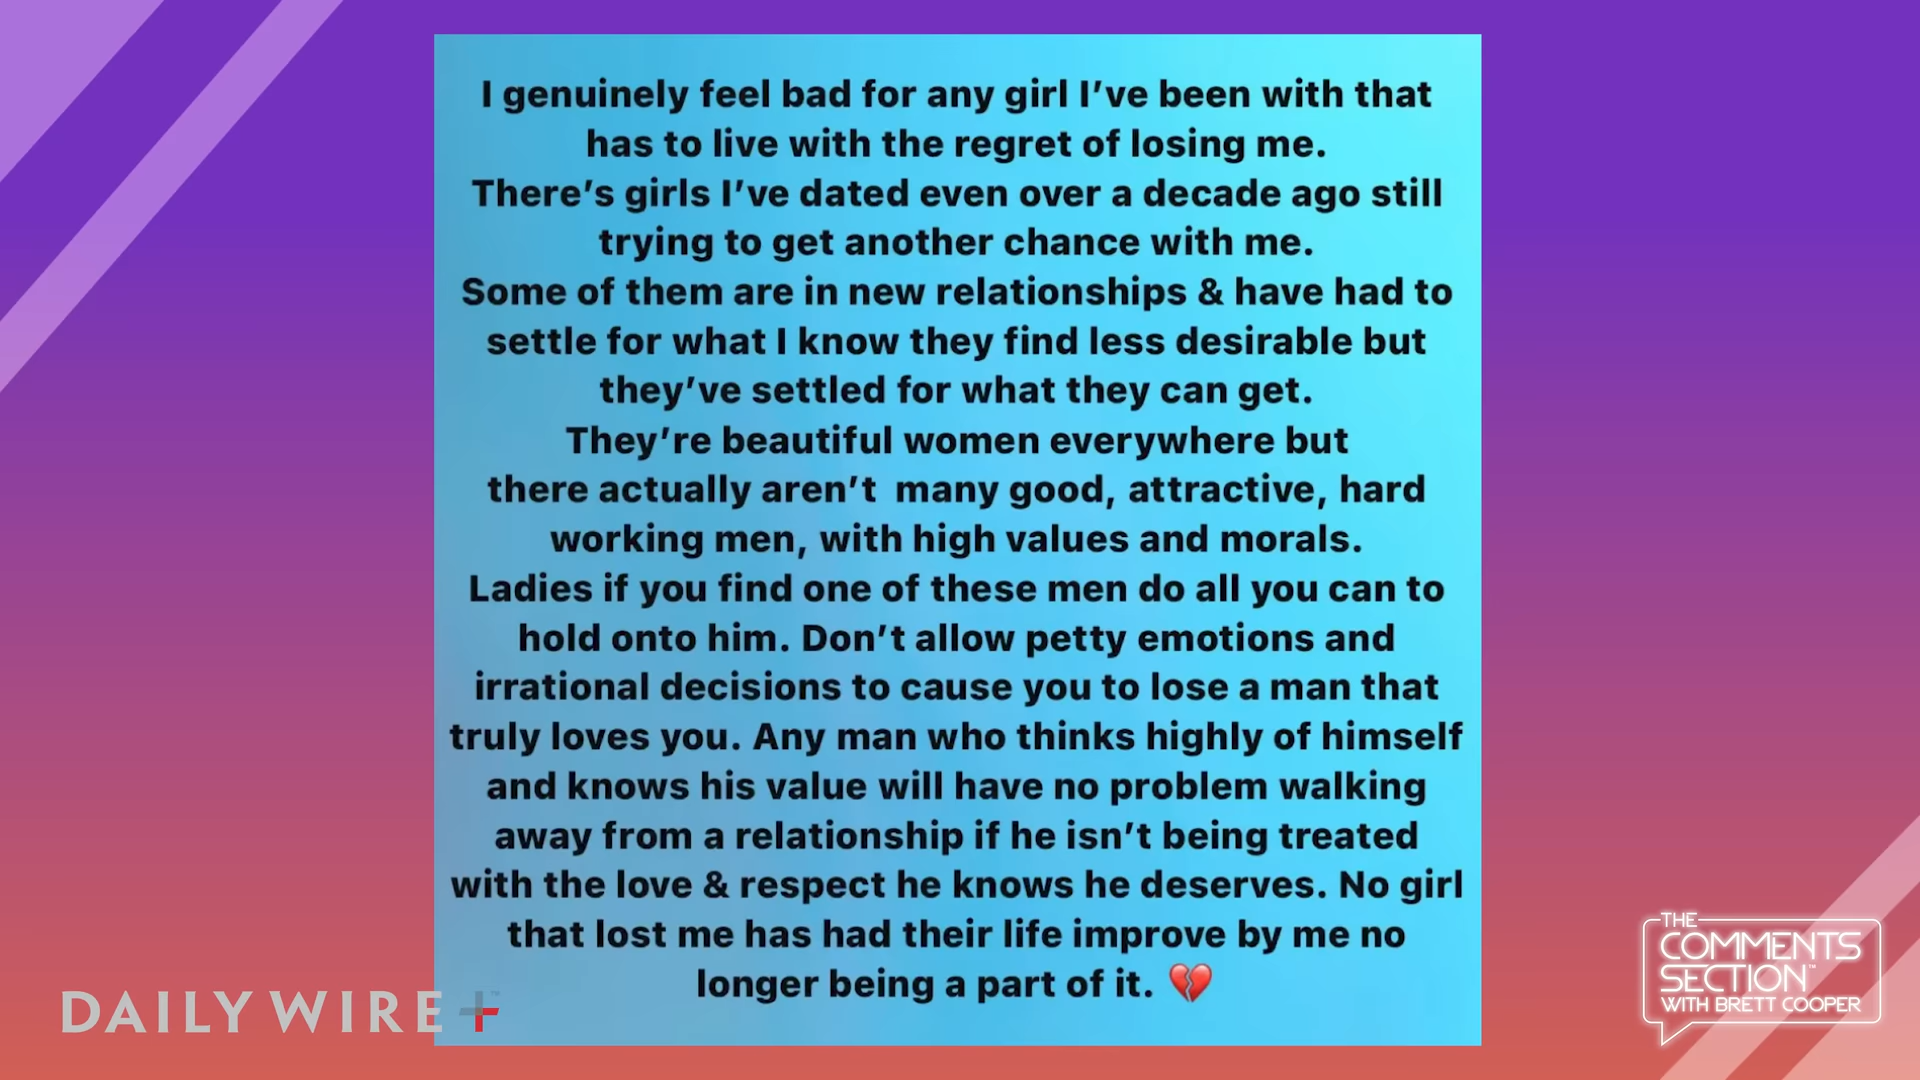 I genuinely feel bad for any girl I’ve been with that
has to live with the regret of losing me.
There’s girls I’ve dated even over a decade ago still
trying to get another chance with me.
Some of them are in new relationships & have had to
settle for what I know they find less desirable but
they’ve settled for what they can get.
They’re beautiful women everywhere but
there actually aren’t  many good, attractive, hard
working men, with high values and morals.
Ladies if you find one of these men do all you can to
hold onto him. Don’t allow petty emotions and
irrational decisions to cause you to lose a man that
truly loves you. Any man who thinks highly of himself
and knows his value will have no problem walking
away from a relationship if he isn’t being treated
with the love & respect he knows he deserves. No girl
that lost me has had their life improve by me no
longer being a part of it. 💔
DAILY WIRE +™
THE
COMMENTS
SECTION™
WITH BRETT COOPER